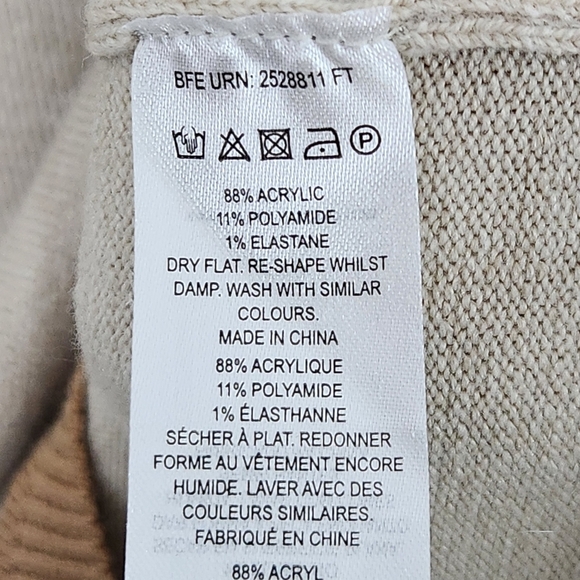 BFE URN: 2528811 FT
P
88% ACRYLIC
11% POLYAMIDE
1% ELASTANE
DRY FLAT. RE-SHAPE WHILST
DAMP. WASH WITH SIMILAR
COLOURS.
MADE IN CHINA
88% ACRYLIQUE
11% POLYAMIDE
1% ÉLASTHANNE
SÉCHER À PLAT. REDONNER
FORME AU VÊTEMENT ENCORE
HUMIDE. LAVER AVEC DES
COULEURS SIMILAIRES.
FABRIQUÉ EN CHINE
88% ACRYL